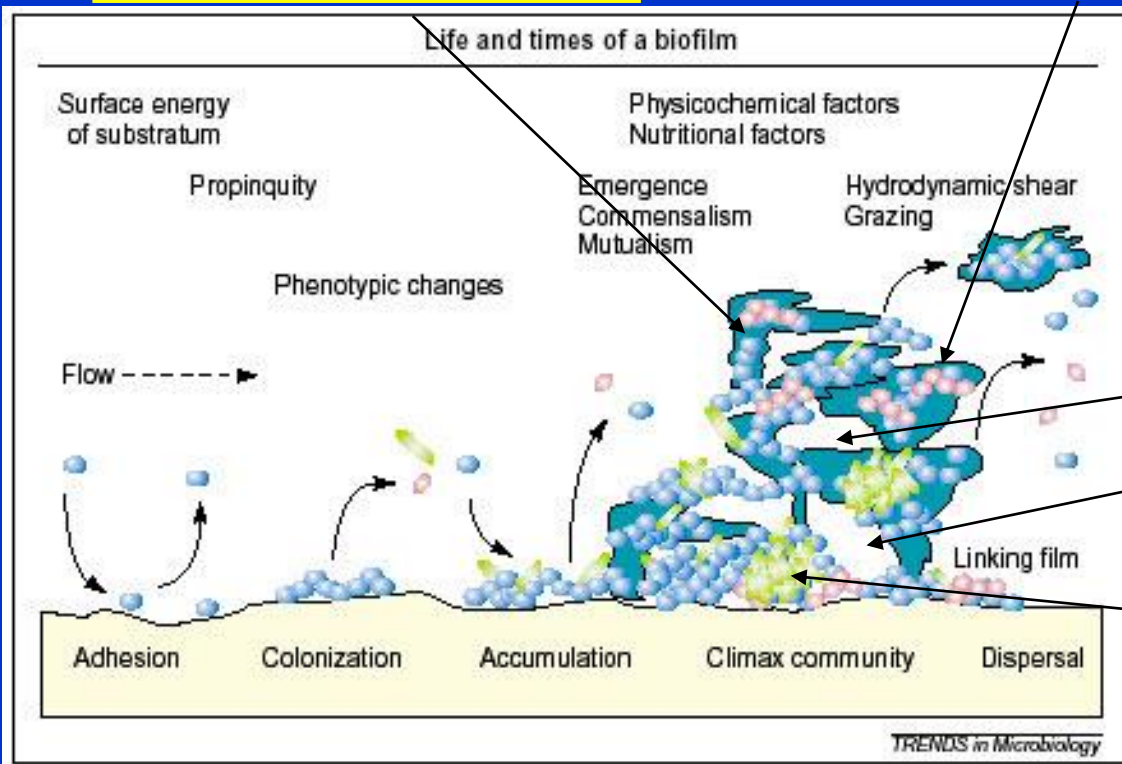 Life and times of a biofilm
Surface energy
of substratum
Physicochemical factors
Nutritional factors
Propinquity
Emergence
Commensalism
Mutualism
Hydrodynamic shear
Grazing
Phenotypic changes
Flow
Linking film
Adhesion
Colonization
Accumulation
Climax community
Dispersal
TRENDS in Microbiology